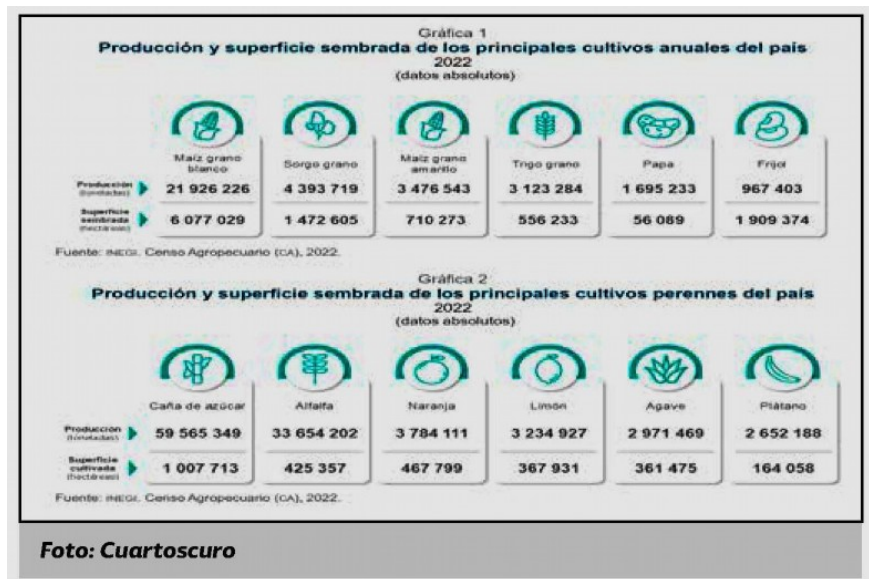 Gráfica 1
Producción y superficie sembrada de los principales cultivos anuales del país
2022
(datos absolutos)
Maíz grano blanco Sorgo grano Maíz grano amarillo Trigo grano Papa Frijol
Producción (toneladas) 21 926 226 4 393 719 3 476 543 3 123 284 1 695 233 967 403
Superficie sembrada (hectáreas) 6 077 029 1 472 605 710 273 556 233 56 089 1 909 374
Fuente: INEGI. Censo Agropecuario (CA), 2022.
Gráfica 2
Producción y superficie sembrada de los principales cultivos perennes del país
2022
(datos absolutos)
Caña de azúcar Alfalfa Naranja Limón Agave Plátano
Producción (toneladas) 59 565 349 33 654 202 3 784 111 3 234 927 2 971 469 2 652 188
Superficie cultivada (hectáreas) 1 007 713 425 357 467 799 367 931 361 475 164 058
Fuente: INEGI. Censo Agropecuario (CA), 2022.
Foto: Cuartoscuro